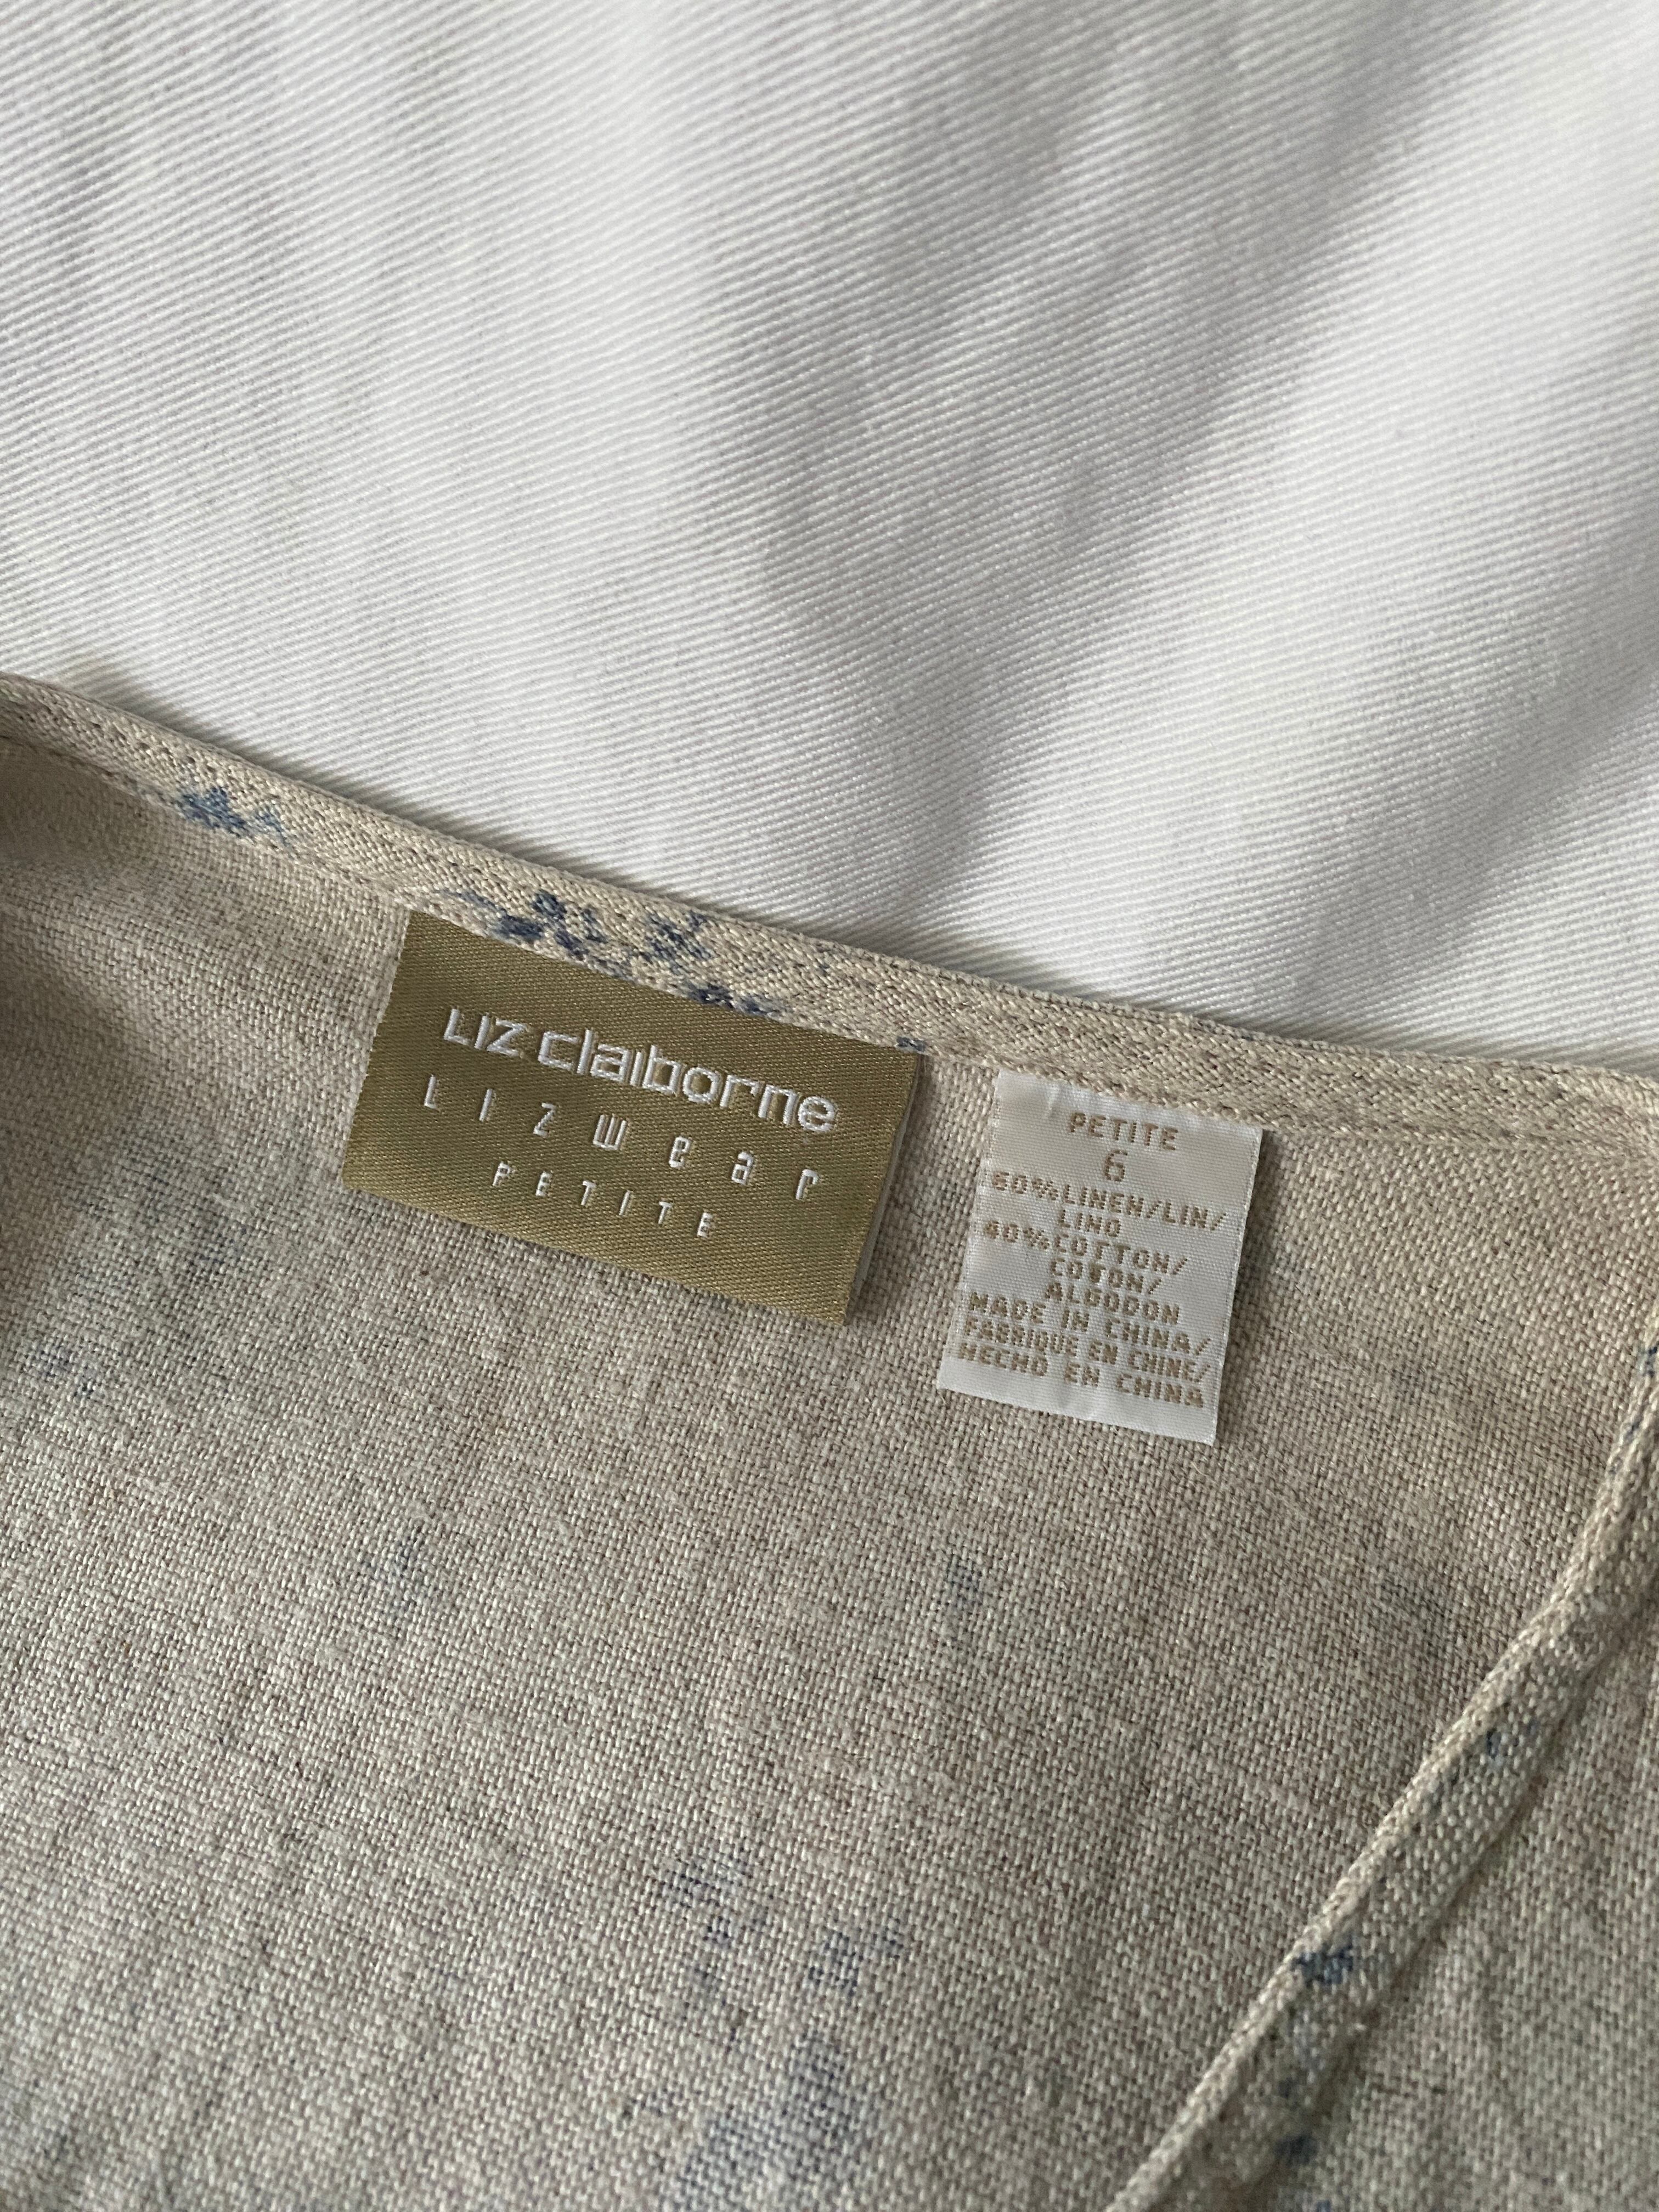 LIZ claiborne
LIZwear
PETITE
PETITE
6
60%LINEN/LIN/
LINO
40%COTTON/
COTON/
ALGODON
MADE IN CHINA/
FABRIQUE EN CHINE/
HECHO EN CHINA